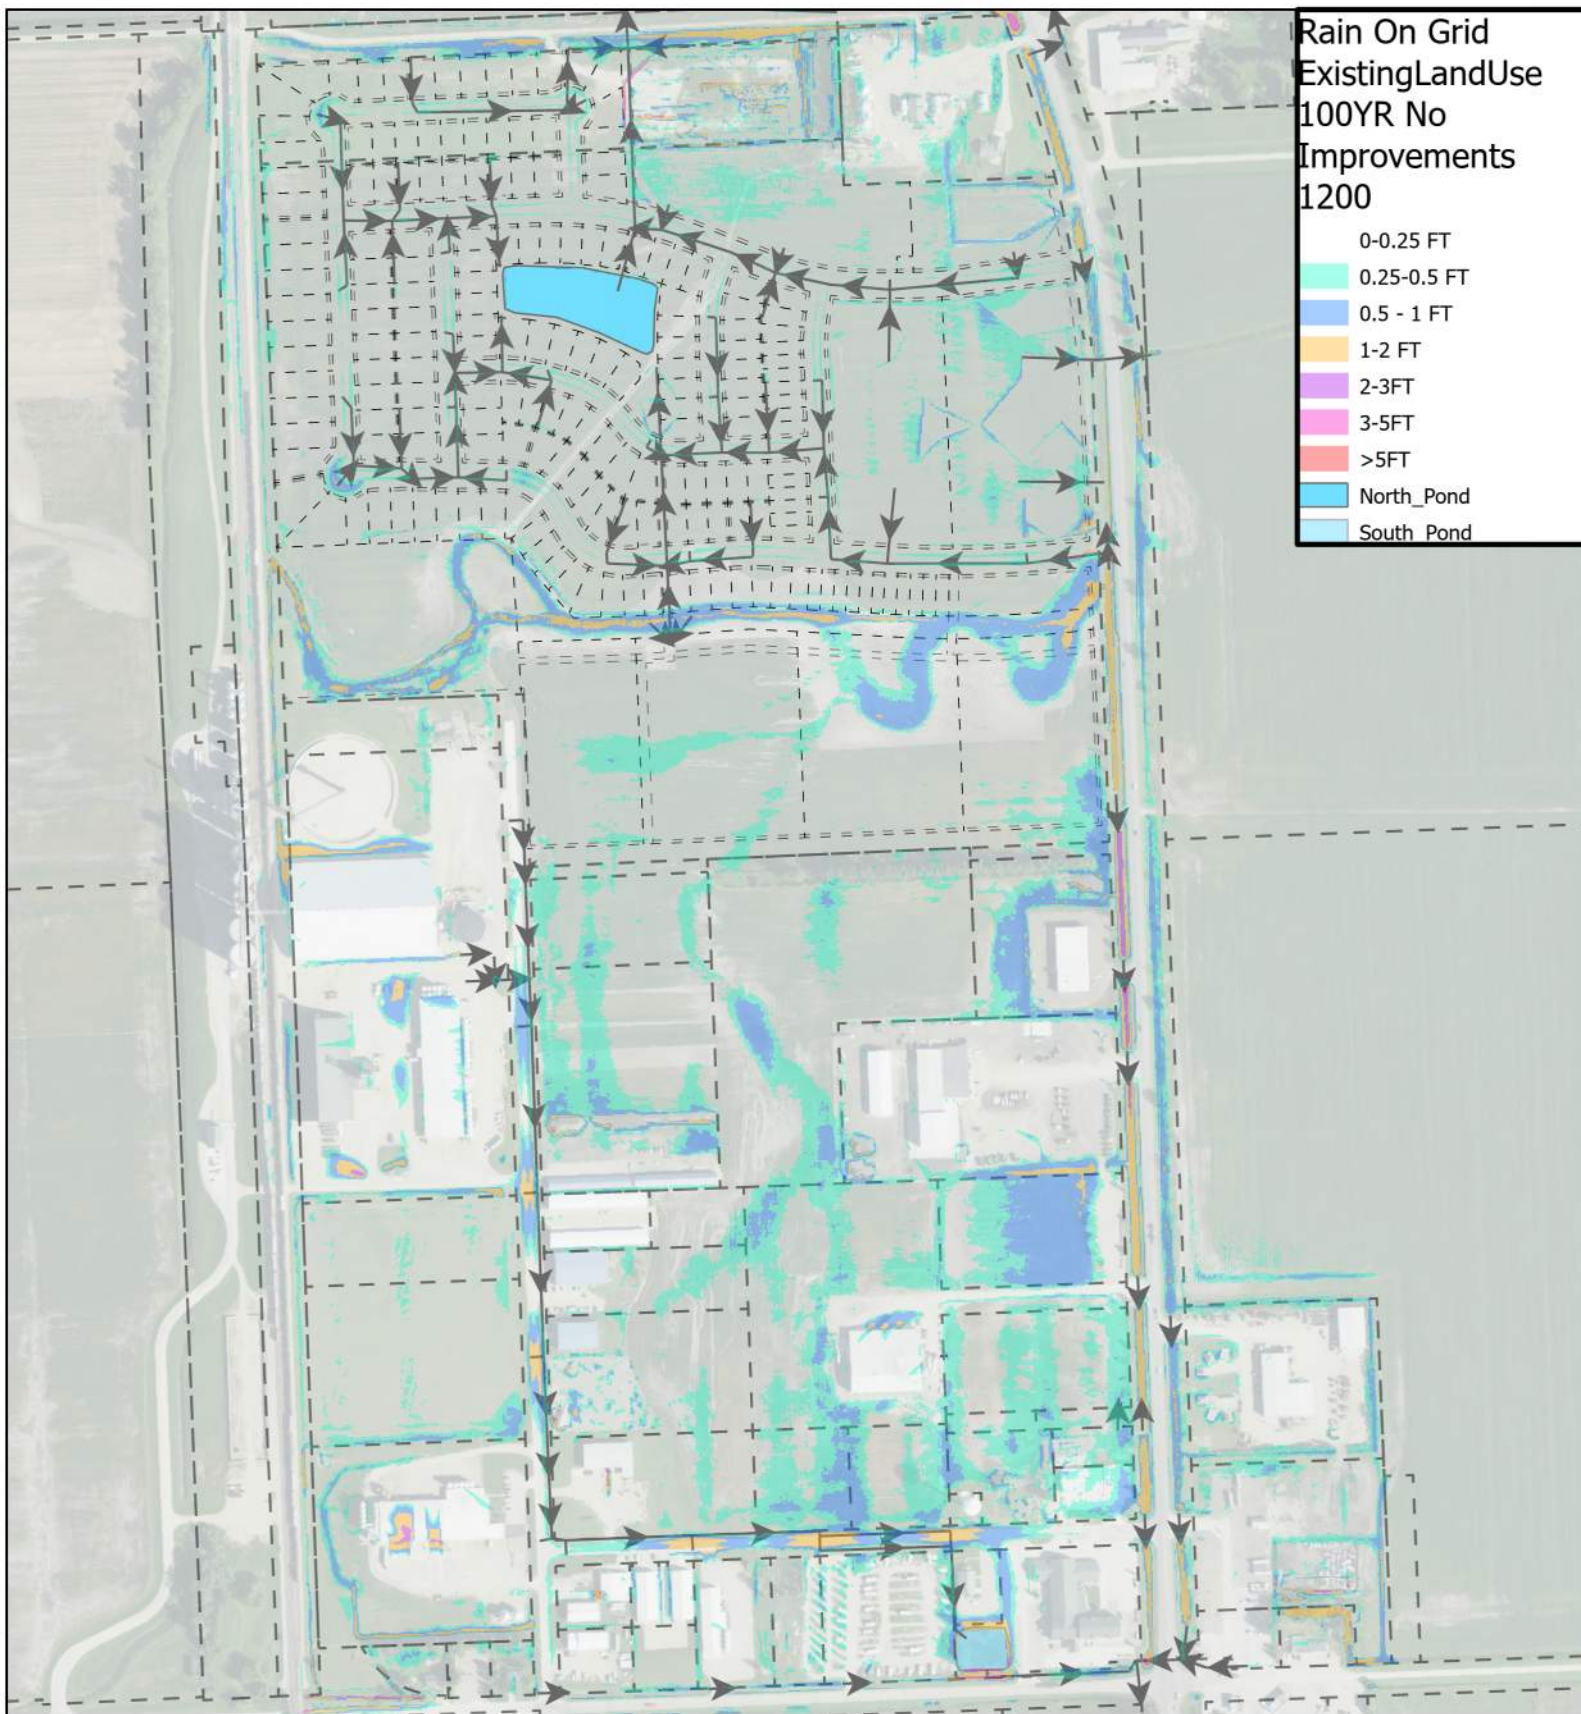 Rain On Grid
ExistingLandUse
100YR No
Improvements
1200
0-0.25 FT
0.25-0.5 FT
0.5 - 1 FT
1-2 FT
2-3FT
3-5FT
>5FT
North_Pond
South_Pond